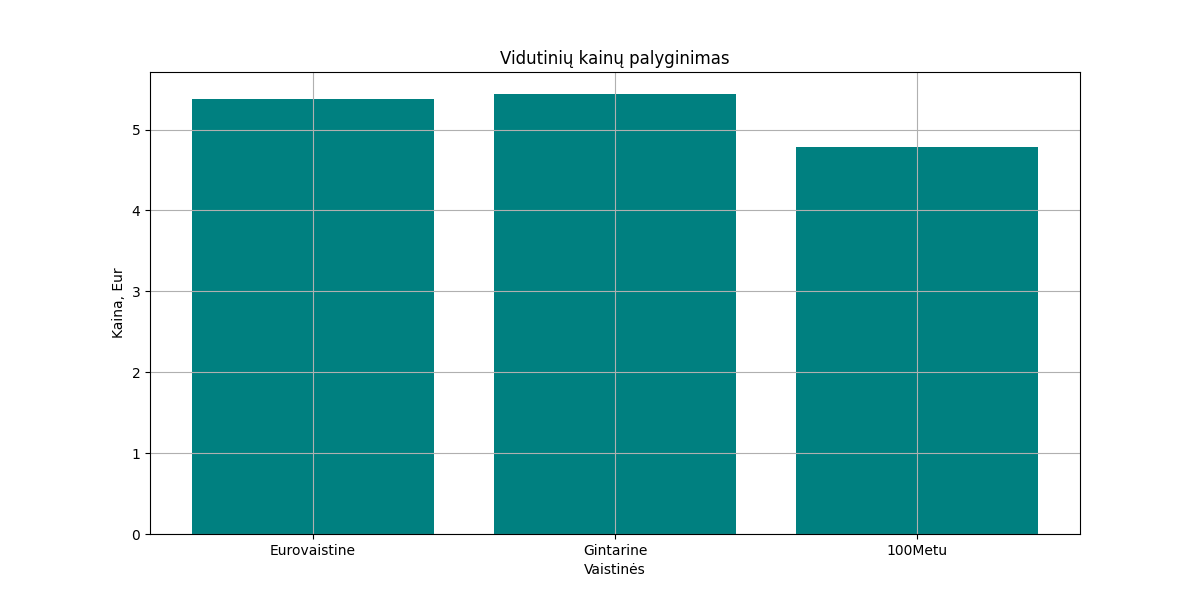 Vidutinių kainų palyginimas
Kaina, Eur
5
4
3
2
1
0
Eurovaistine
Gintarine
100Metu
Vaistinės